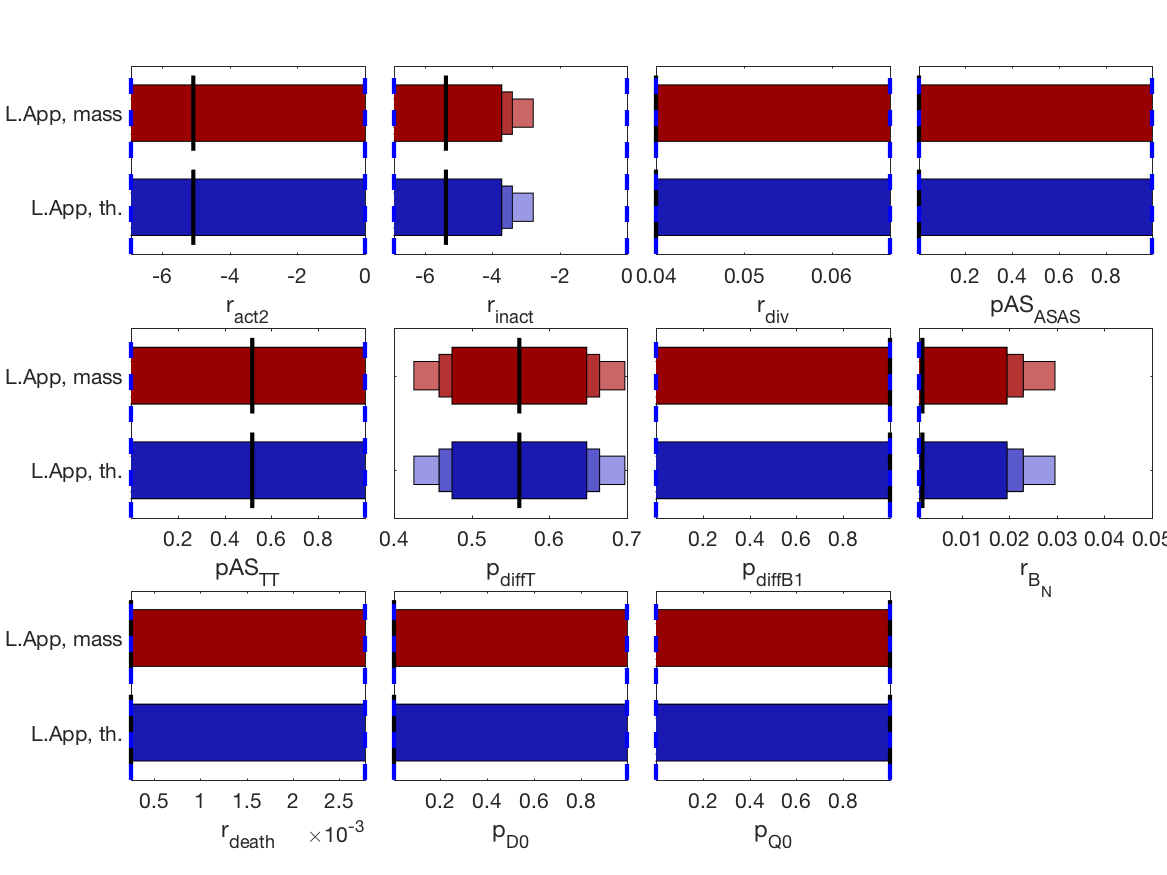 L.App, mass
L.App, th.
-6 -4 -2 0
r_act2
-6 -4 -2 0
r_inact
0.04 0.05 0.06
r_div
0.2 0.4 0.6 0.8
pAS_ASAS
L.App, mass
L.App, th.
0.2 0.4 0.6 0.8
pAS_TT
0.4 0.5 0.6 0.7
p_diffT
0.2 0.4 0.6 0.8
p_diffB1
0.01 0.02 0.03 0.04 0.05
r_B_N
L.App, mass
L.App, th.
0.5 1 1.5 2 2.5
r_death ×10^-3
0.2 0.4 0.6 0.8
p_D0
0.2 0.4 0.6 0.8
p_Q0